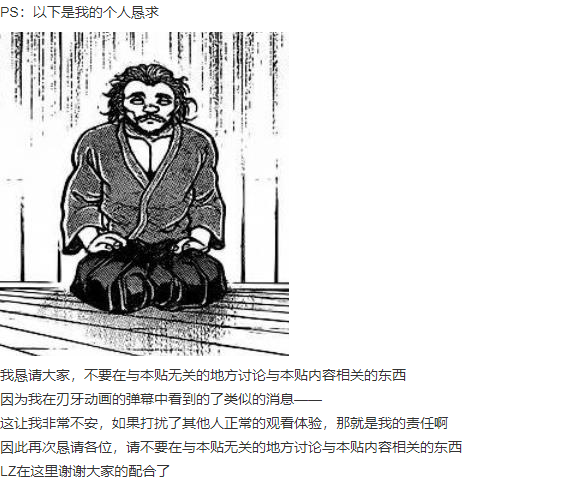 PS：以下是我的个人恳求
我恳请大家，不要在与本贴无关的地方讨论与本贴内容相关的东西
因为我在刃牙动画的弹幕中看到的了类似的消息——
这让我非常不安，如果打扰了其他人正常的观看体验，那就是我的责任啊
因此再次恳请各位，请不要在与本贴无关的地方讨论与本贴内容相关的东西
LZ在这里谢谢大家的配合了